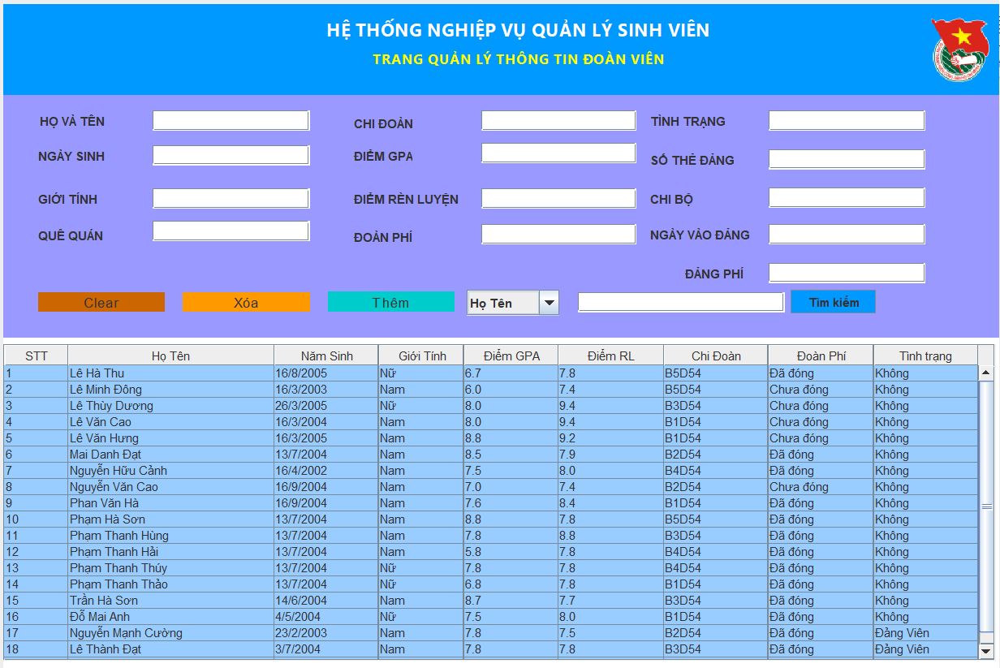 HỆ THỐNG NGHIỆP VỤ QUẢN LÝ SINH VIÊN
TRANG QUẢN LÝ THÔNG TIN ĐOÀN VIÊN
HỌ VÀ TÊN CHI ĐOÀN TÌNH TRẠNG
NGÀY SINH ĐIỂM GPA SỐ THẺ ĐẢNG
GIỚI TÍNH ĐIỂM RÈN LUYỆN CHI BỘ
QUÊ QUÁN ĐOÀN PHÍ NGÀY VÀO ĐẢNG
ĐẢNG PHÍ
Clear Xóa Thêm Họ Tên Tìm kiếm
STT Họ Tên Năm Sinh Giới Tính Điểm GPA Điểm RL Chi Đoàn Đoàn Phí Tình trạng
1 Lê Hà Thu 16/8/2005 Nữ 6.7 7.8 B5D54 Đã đóng Không
2 Lê Minh Đông 16/3/2003 Nam 6.0 7.4 B5D54 Chưa đóng Không
3 Lê Thùy Dương 26/3/2005 Nữ 8.0 9.4 B3D54 Chưa đóng Không
4 Lê Văn Cao 16/3/2004 Nam 8.0 9.4 B1D54 Chưa đóng Không
5 Lê Văn Hưng 16/3/2005 Nam 8.8 9.2 B1D54 Chưa đóng Không
6 Mai Danh Đạt 13/7/2004 Nam 8.5 7.9 B2D54 Đã đóng Không
7 Nguyễn Hữu Cảnh 16/4/2002 Nam 7.5 8.0 B4D54 Đã đóng Không
8 Nguyễn Văn Cao 16/9/2004 Nam 7.0 7.4 B2D54 Chưa đóng Không
9 Phan Văn Hà 16/9/2004 Nam 7.6 8.4 B1D54 Đã đóng Không
10 Phạm Hà Sơn 13/7/2004 Nam 8.8 7.8 B5D54 Đã đóng Không
11 Phạm Thanh Hùng 13/7/2004 Nam 7.8 8.8 B3D54 Đã đóng Không
12 Phạm Thanh Hải 13/7/2004 Nam 5.8 7.8 B4D54 Đã đóng Không
13 Phạm Thanh Thúy 13/7/2004 Nữ 7.8 7.8 B4D54 Đã đóng Không
14 Phạm Thanh Thảo 13/7/2004 Nữ 6.8 7.8 B1D54 Đã đóng Không
15 Trần Hà Sơn 14/6/2004 Nam 8.7 7.7 B3D54 Đã đóng Không
16 Đỗ Mai Anh 4/5/2004 Nữ 7.5 8.0 B1D54 Đã đóng Không
17 Nguyễn Mạnh Cường 23/2/2003 Nam 7.8 7.5 B2D54 Đã đóng Đảng Viên
18 Lê Thành Đạt 3/7/2004 Nam 7.8 7.8 B3D54 Đã đóng Đảng Viên